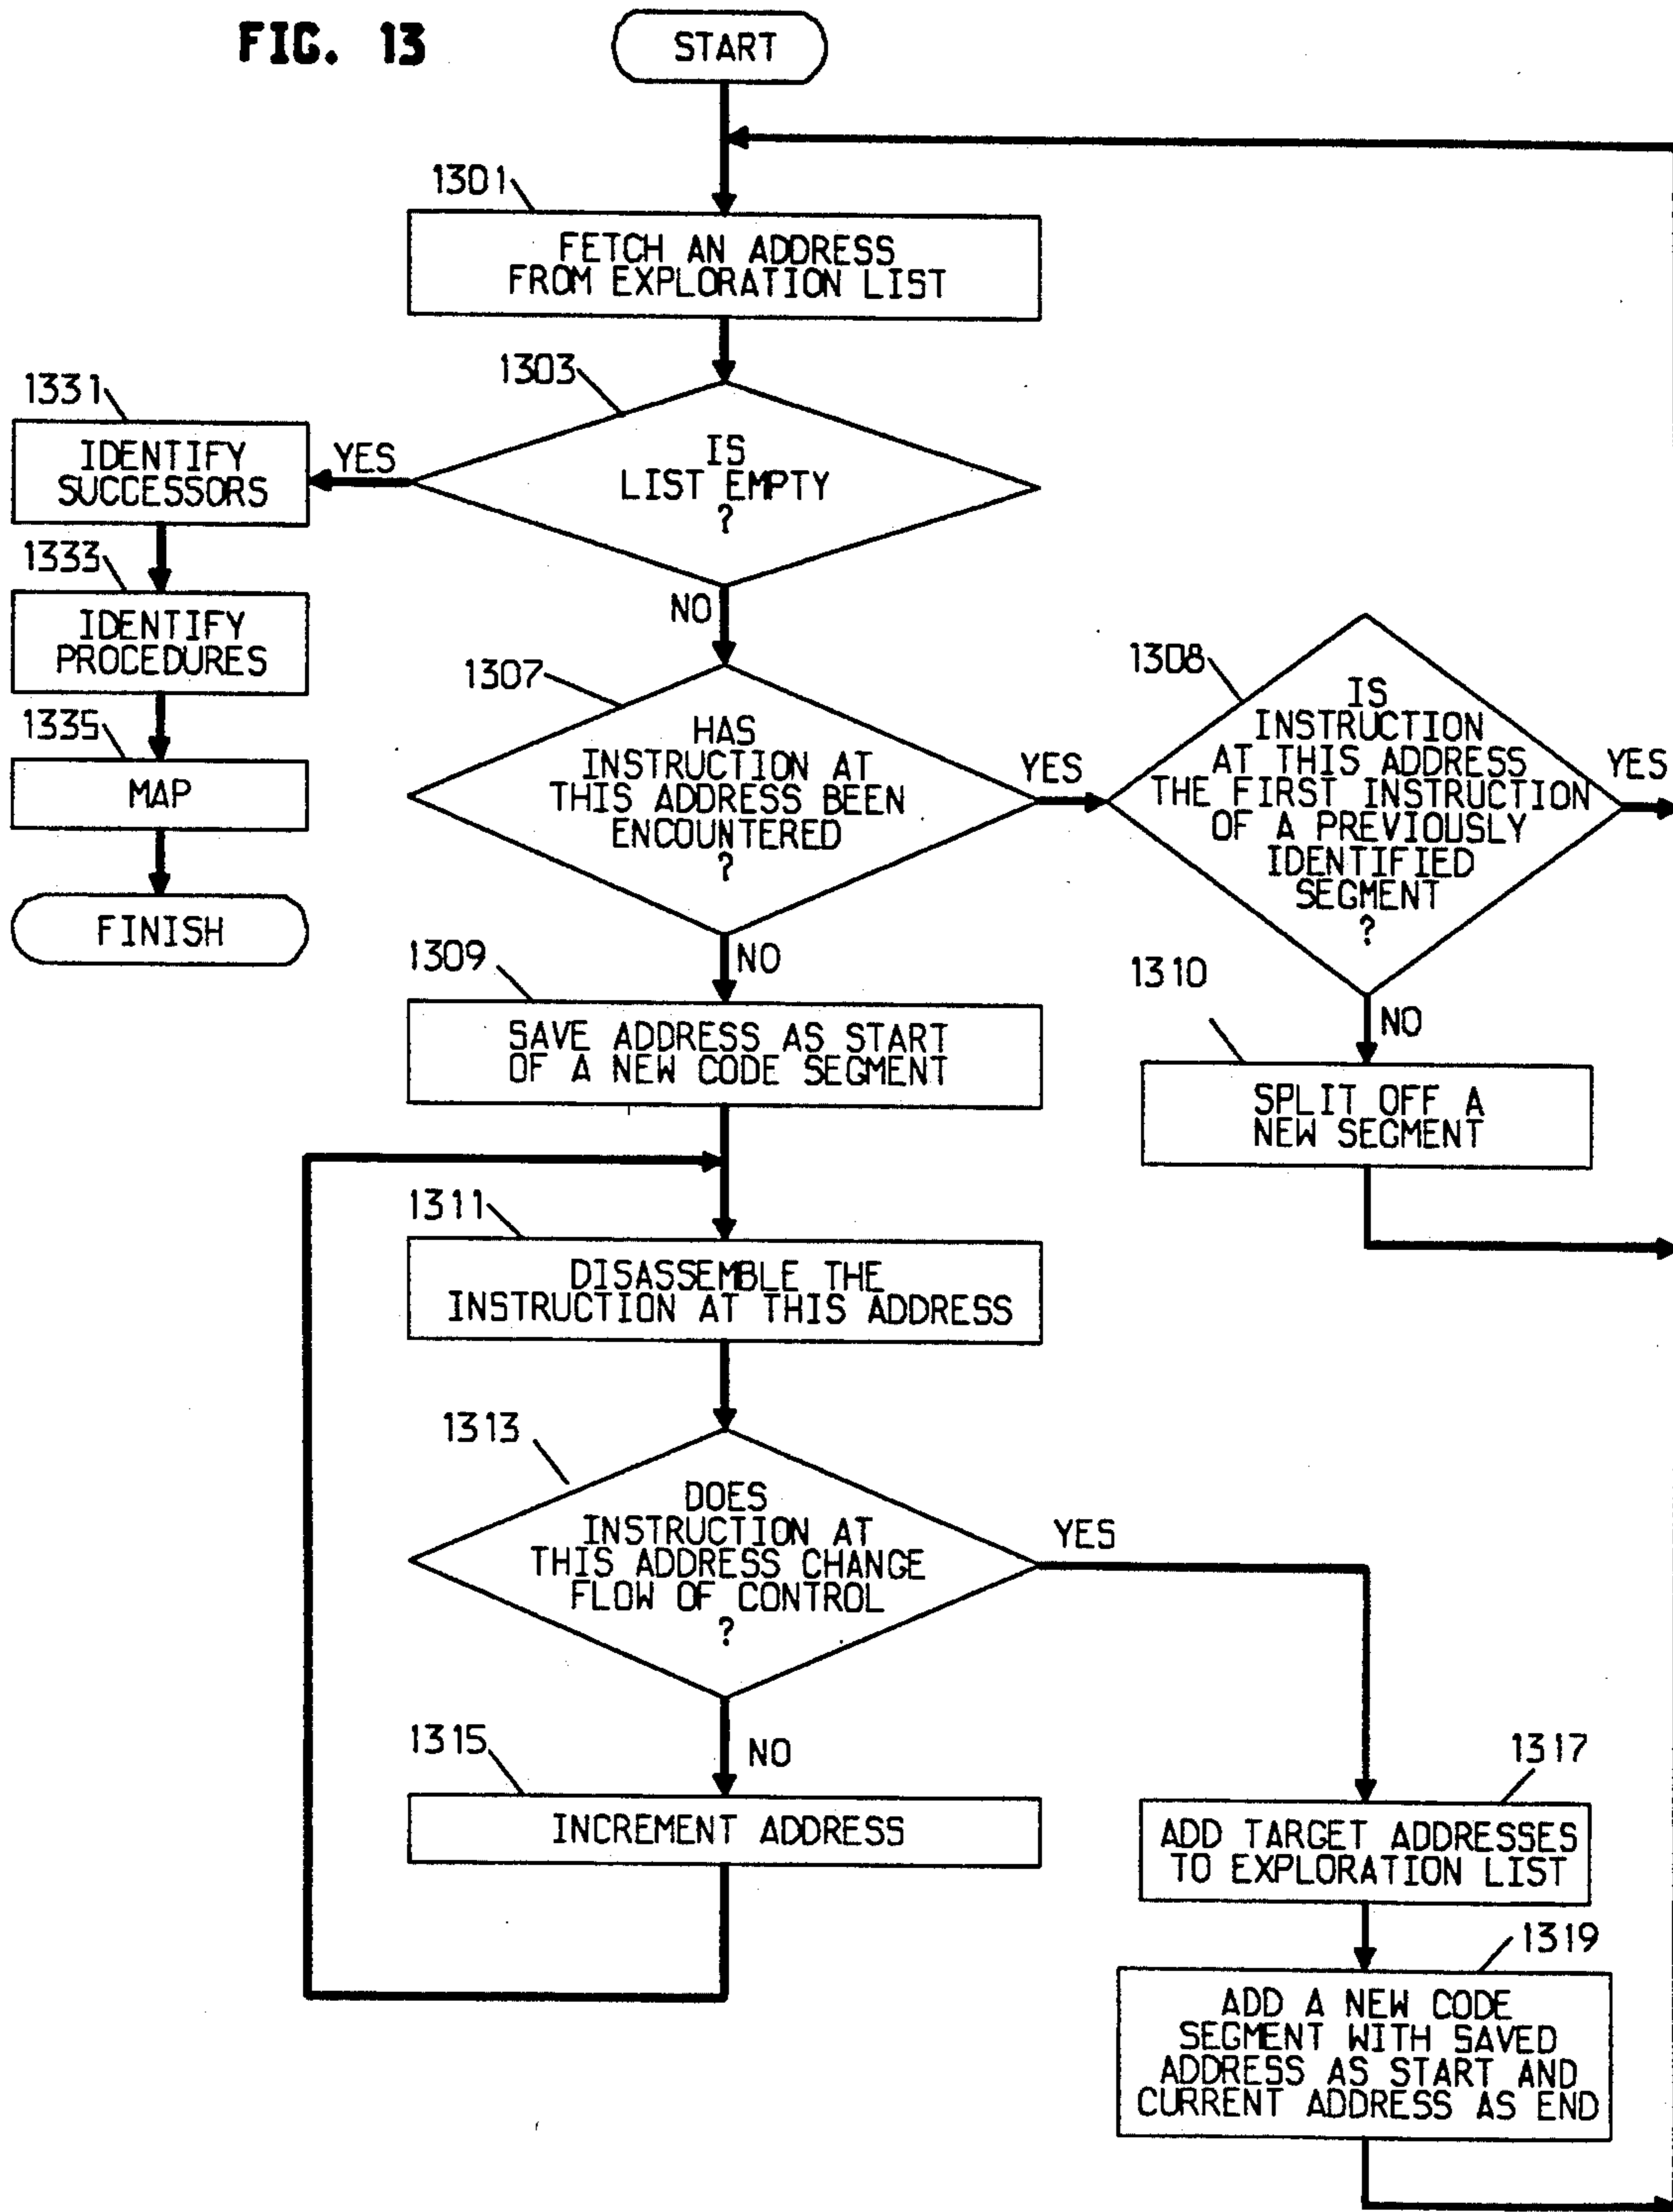 FIG. 13
START
1301
FETCH AN ADDRESS
FROM EXPLORATION LIST
1303
IS
LIST EMPTY
?
YES
NO
1331
IDENTIFY
SUCCESSORS
1333
IDENTIFY
PROCEDURES
1335
MAP
FINISH
1307
HAS
INSTRUCTION AT
THIS ADDRESS BEEN
ENCOUNTERED
?
YES
NO
1308
IS
INSTRUCTION
AT THIS ADDRESS
THE FIRST INSTRUCTION
OF A PREVIOUSLY
IDENTIFIED
SEGMENT
?
YES
NO
1310
SPLIT OFF A
NEW SEGMENT
1309
SAVE ADDRESS AS START
OF A NEW CODE SEGMENT
1311
DISASSEMBLE THE
INSTRUCTION AT THIS ADDRESS
1313
DOES
INSTRUCTION AT
THIS ADDRESS CHANGE
FLOW OF CONTROL
?
YES
NO
1315
INCREMENT ADDRESS
1317
ADD TARGET ADDRESSES
TO EXPLORATION LIST
1319
ADD A NEW CODE
SEGMENT WITH SAVED
ADDRESS AS START AND
CURRENT ADDRESS AS END